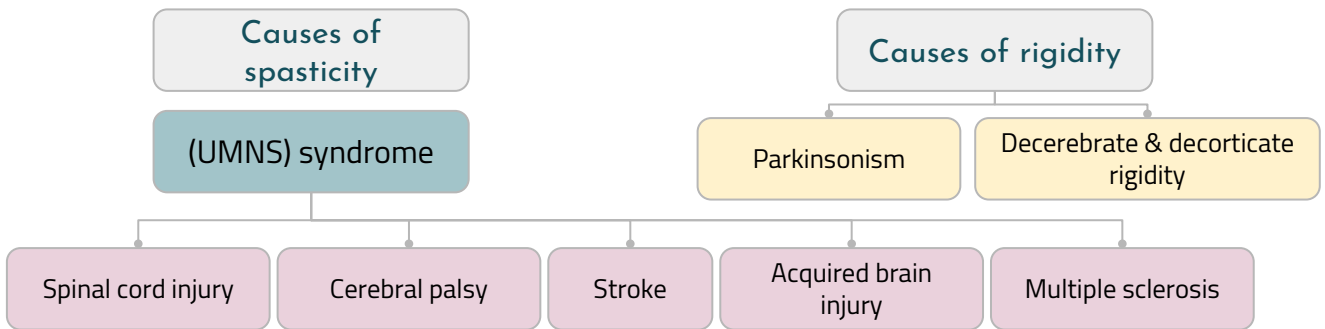 Causes of
spasticity
Causes of rigidity
(UMNS) syndrome
Parkinsonism
Decerebrate & decorticate
rigidity
Spinal cord injury
Cerebral palsy
Stroke
Acquired brain
injury
Multiple sclerosis